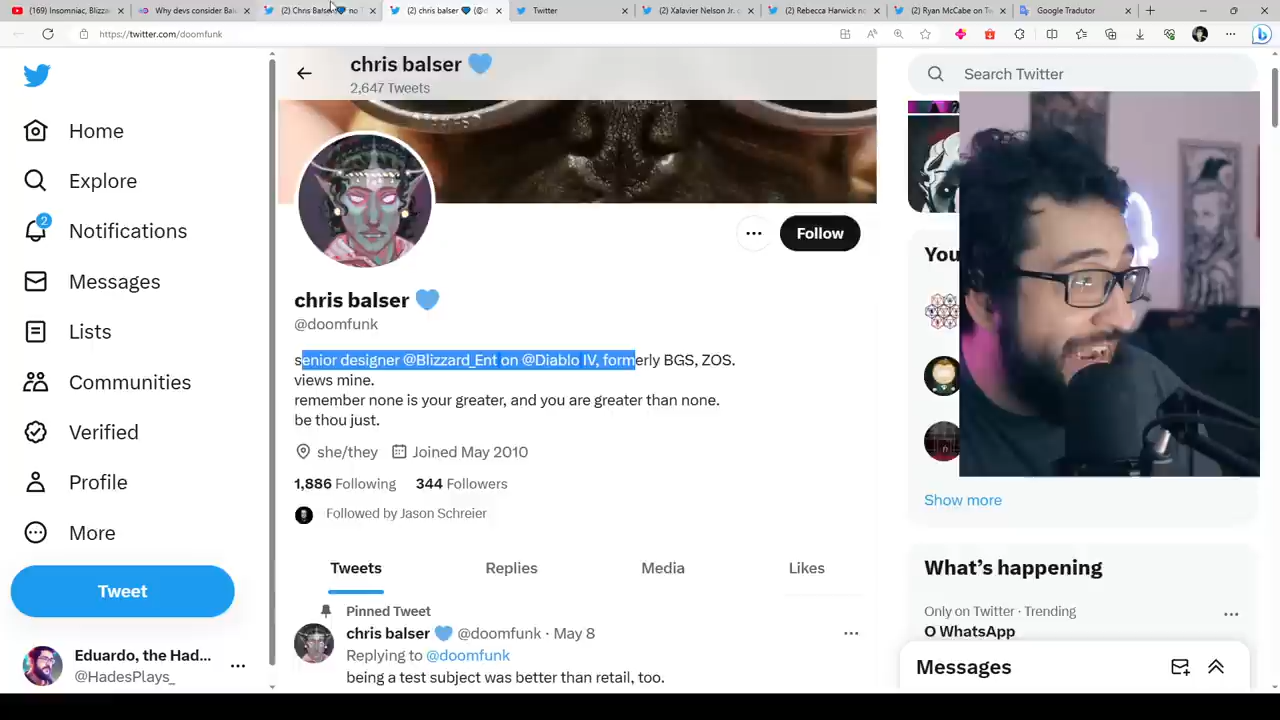 (169) Insomniac, Blizza
Why devs consider Bal
(2) Chris Balser no T
(2) chris balser (@d
Twitter
(2) Xalavier Nelson Jr.
(2) Rebecca Harwick no
(2) Ryan McCabe on Tw
Google Tradutor
https://twitter.com/doomfunk
chris balser 💙
2,647 Tweets
Search Twitter
Home
Explore
2
Notifications
Messages
Lists
Communities
Verified
Profile
More
Tweet
Eduardo, the Had...
@HadesPlays_
Follow
chris balser 💙
@doomfunk
senior designer @Blizzard_Ent on @Diablo IV, formerly BGS, ZOS.
views mine.
remember none is your greater, and you are greater than none.
be thou just.
she/they Joined May 2010
1,886 Following 344 Followers
Followed by Jason Schreier
Tweets Replies Media Likes
Pinned Tweet
chris balser 💙 @doomfunk · May 8
Replying to @doomfunk
being a test subject was better than retail, too.
You
Show more
What's happening
Only on Twitter · Trending
O WhatsApp
Messages